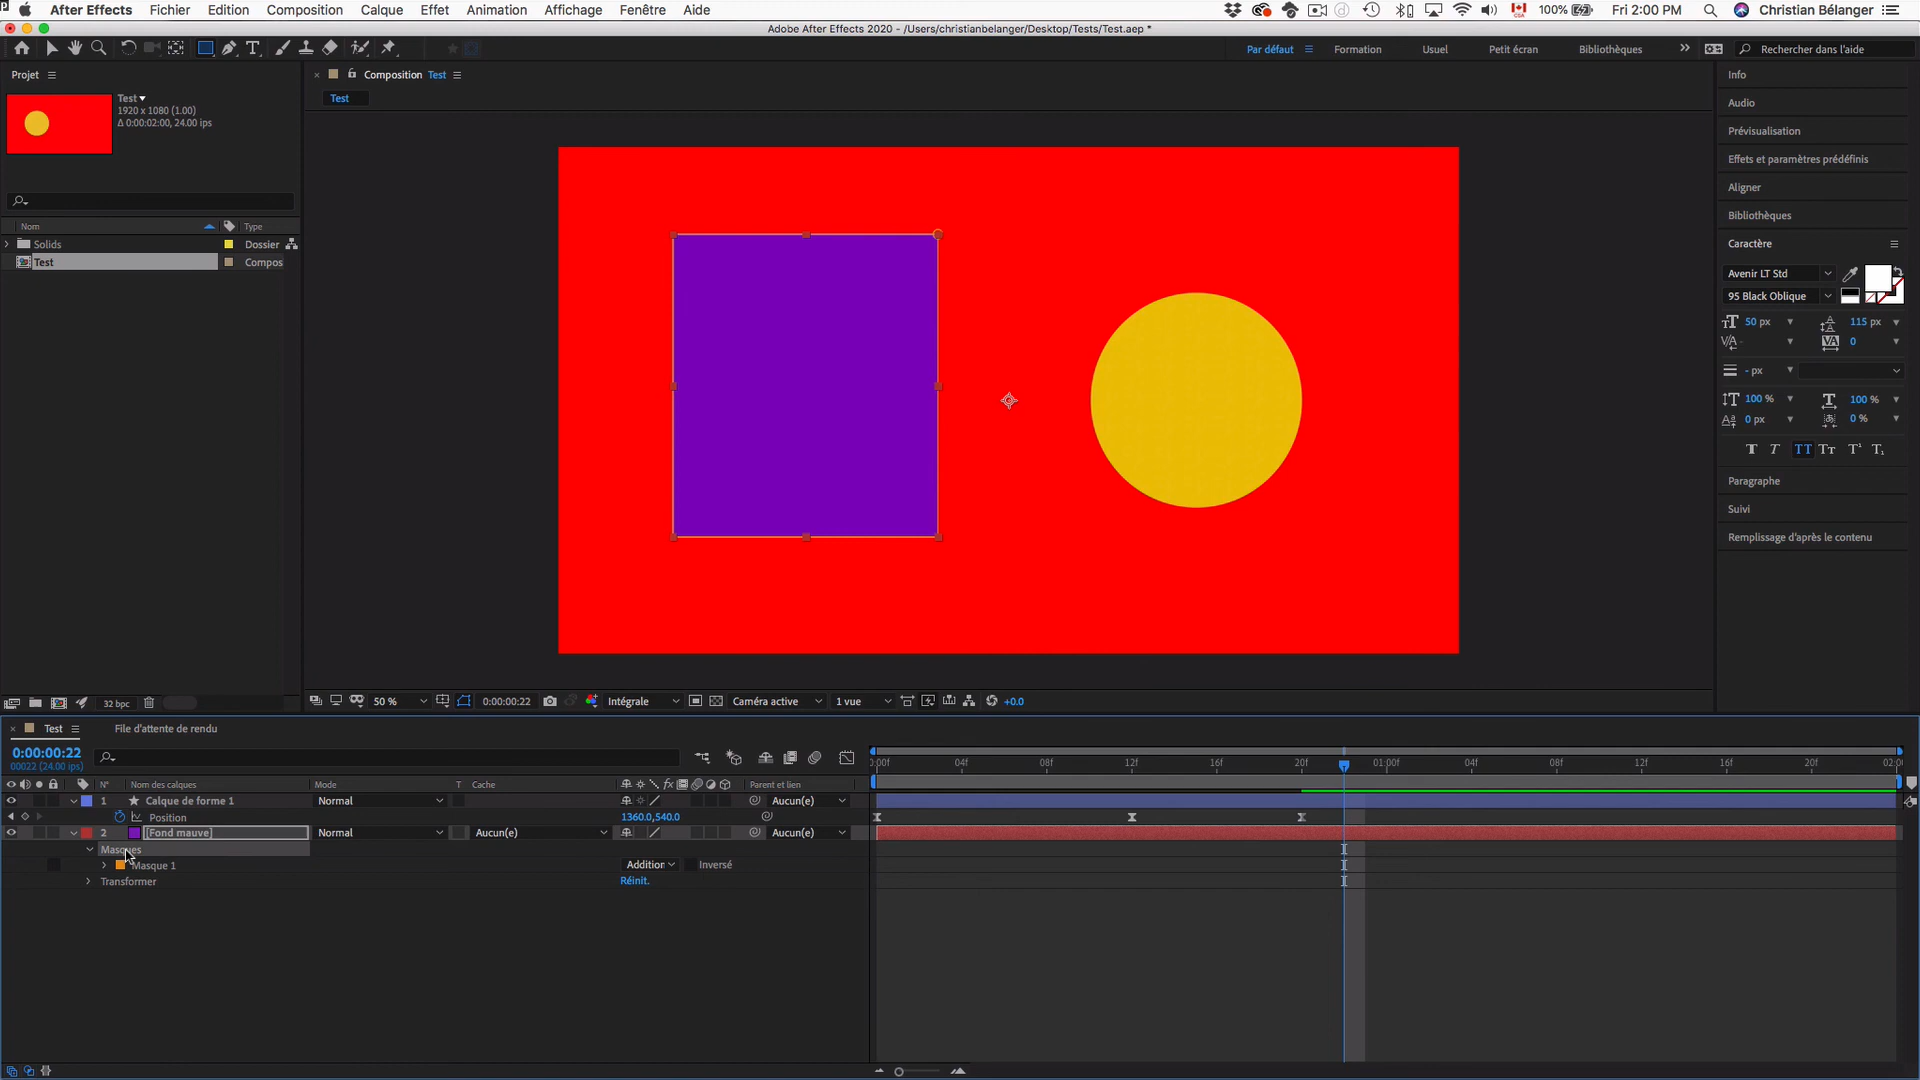 After Effects Fichier Edition Composition Calque Effet Animation Affichage Fenêtre Aide 100% Fri 2:00 PM Christian Bélanger
Adobe After Effects 2020 - /Users/christianbelanger/Desktop/Tests/Test.aep *
Par défaut Formation Usuel Petit écran Bibliothèques Rechercher dans l'aide
Projet
Test
1920 x 1080 (1.00)
Δ 0:00:02:00, 24.00 ips
Nom Type
Solids Dossier
Test Compos
32 bpc
Composition Test
Test
50 % 0:00:00:22 Intégrale Caméra active 1 vue +0.0
Info
Audio
Prévisualisation
Effets et paramètres prédéfinis
Aligner
Bibliothèques
Caractère
Avenir LT Std
95 Black Oblique
50 px 115 px
- 0
- px
100 % 100 %
0 px 0 %
T T TT Tт T¹ T₁
Paragraphe
Suivi
Remplissage d'après le contenu
Test File d'attente de rendu
0:00:00:22
00022 (24.00 ips)
N° Nom des calques Mode T Cache Parent et lien
1 Calque de forme 1 Normal Aucun(e)
Position 1360.0,540.0
2 [Fond mauve] Normal Aucun(e) Aucun(e)
Masques
Masque 1 Addition Inversé
Transformer Réinit.
0:00f 04f 08f 12f 16f 20f 01:00f 04f 08f 12f 16f 20f 02:0